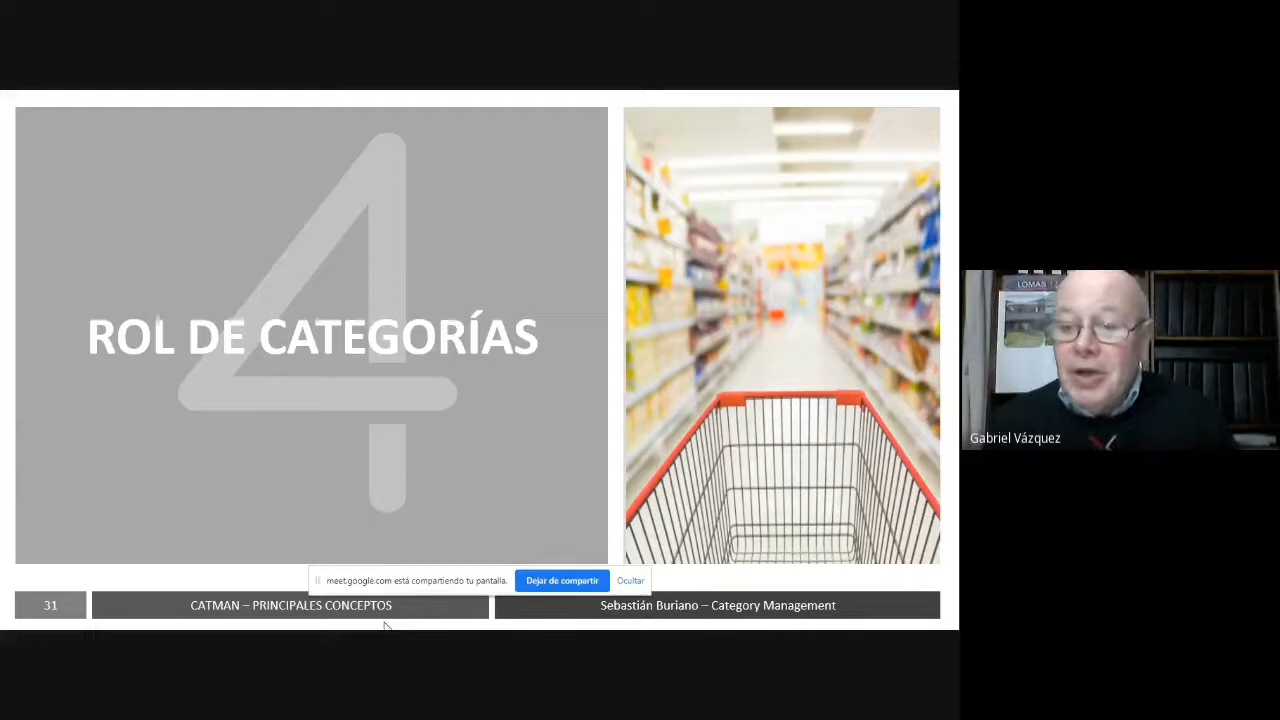 4
ROL DE CATEGORÍAS
meet.google.com está compartiendo tu pantalla.
Dejar de compartir
Ocultar
31
CATMAN – PRINCIPALES CONCEPTOS
Sebastián Buriano – Category Management
LOMAS
Gabriel Vázquez